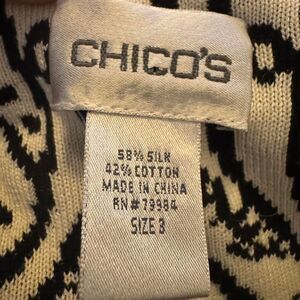 CHICO'S
58% SILK
42% COTTON
MADE IN CHINA
RN#79984
SIZE 3